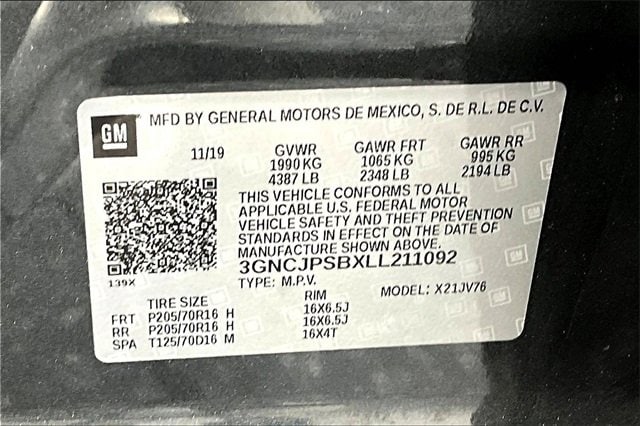 GM
MFD BY GENERAL MOTORS DE MEXICO, S. DE R.L. DE C.V.
11/19 GVWR GAWR FRT GAWR RR
1990 KG 1065 KG 995 KG
4387 LB 2348 LB 2194 LB
THIS VEHICLE CONFORMS TO ALL
APPLICABLE U.S. FEDERAL MOTOR
VEHICLE SAFETY AND THEFT PREVENTION
STANDARDS IN EFFECT ON THE DATE OF
MANUFACTURE SHOWN ABOVE.
3GNCJPSBXLL211092
139X
TYPE: M.P.V. MODEL: X21JV76
TIRE SIZE RIM
FRT P205/70R16 H 16X6.5J
RR P205/70R16 H 16X6.5J
SPA T125/70D16 M 16X4T